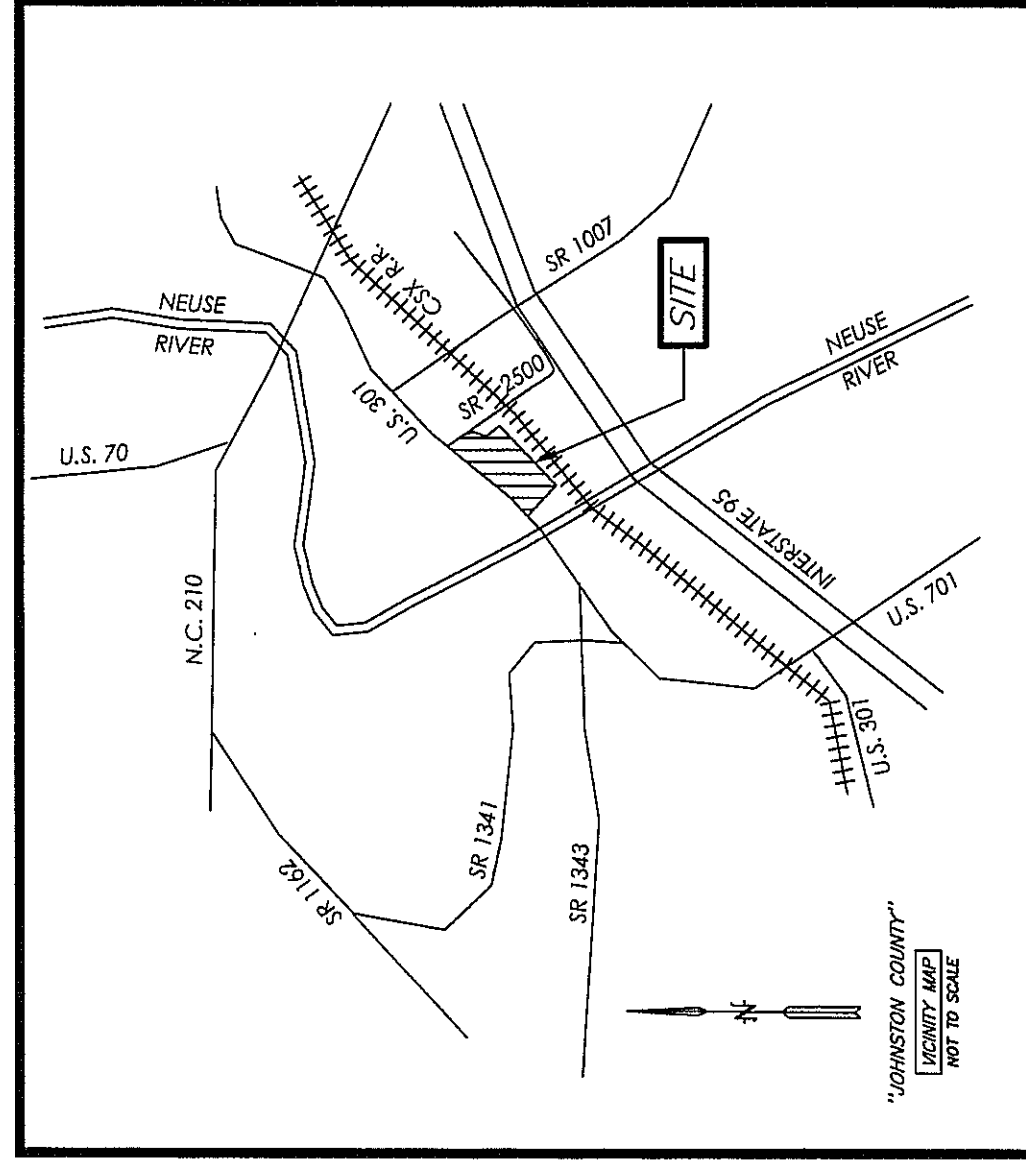 NEUSE
RIVER
U.S. 70
CSX R.R.
N.C. 210
U.S. 301
SR 1007
SR 2500
SITE
NEUSE
RIVER
INTERSTATE 95
U.S. 701
U.S. 301
SR 1341
SR 1162
SR 1343
N
"JOHNSTON COUNTY"
VICINITY MAP
NOT TO SCALE